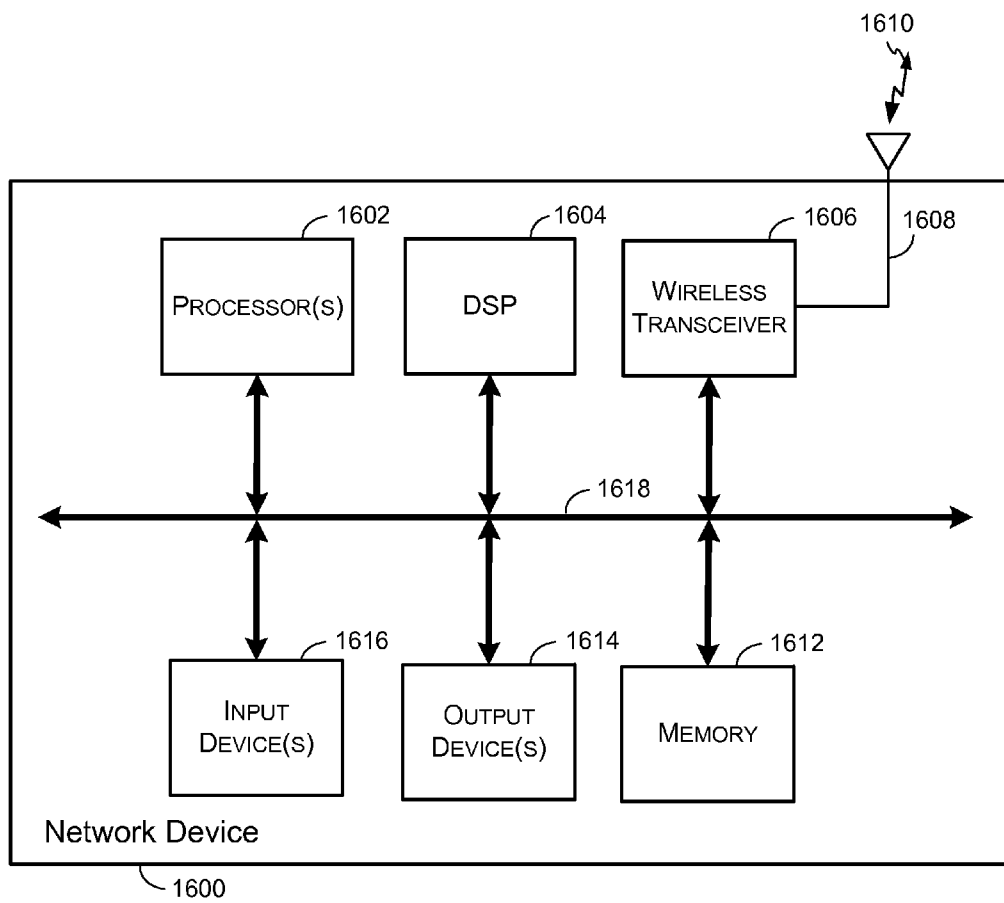 1610
1602
1604
1606
1608
PROCESSOR(S)
DSP
WIRELESS
TRANSCEIVER
1618
1616
1614
1612
INPUT
DEVICE(S)
OUTPUT
DEVICE(S)
MEMORY
Network Device
1600